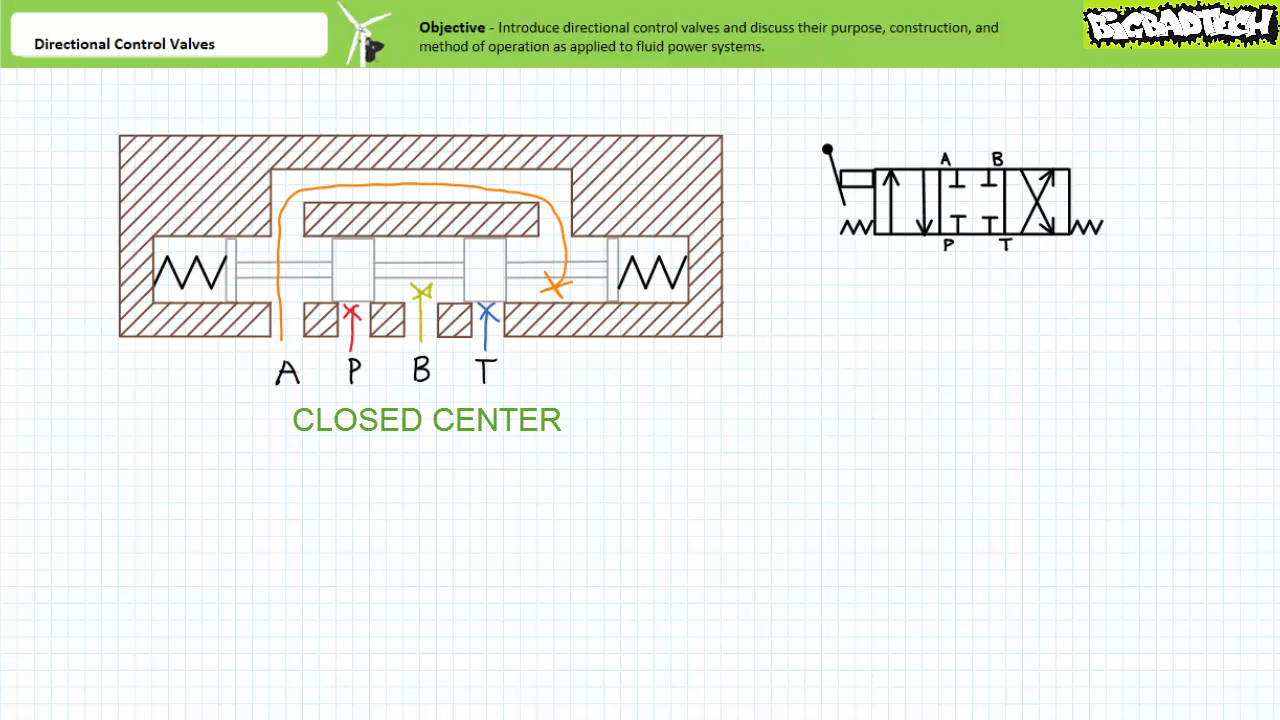 Directional Control Valves
Objective - Introduce directional control valves and discuss their purpose, construction, and
method of operation as applied to fluid power systems.
BIGBADTECH
A B
P T
A P B T
CLOSED CENTER